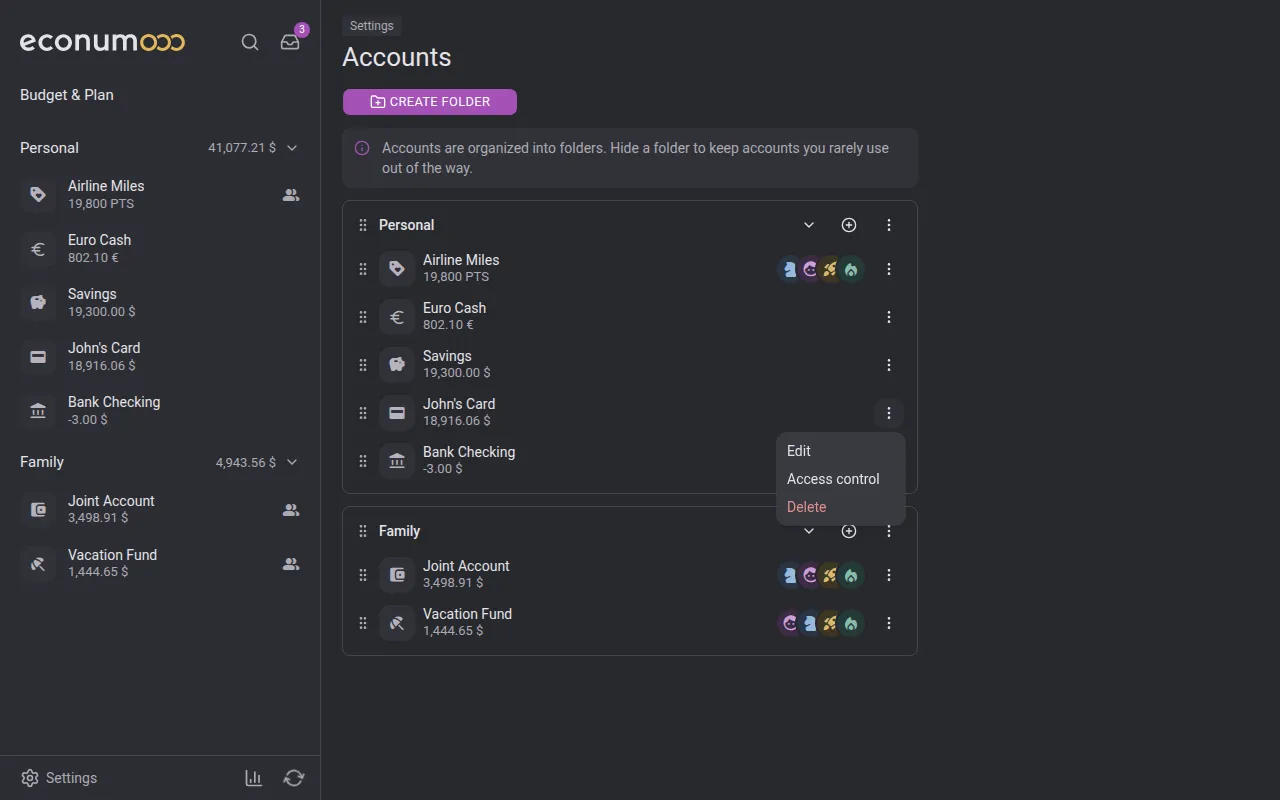 econumo
3
Budget & Plan
Personal 41,077.21 $
Airline Miles
19,800 PTS
Euro Cash
802.10 €
Savings
19,300.00 $
John's Card
18,916.06 $
Bank Checking
-3.00 $
Family 4,943.56 $
Joint Account
3,498.91 $
Vacation Fund
1,444.65 $
Settings
Settings
Accounts
CREATE FOLDER
Accounts are organized into folders. Hide a folder to keep accounts you rarely use
out of the way.
Personal
Airline Miles
19,800 PTS
Euro Cash
802.10 €
Savings
19,300.00 $
John's Card
18,916.06 $
Bank Checking
-3.00 $
Edit
Access control
Delete
Family
Joint Account
3,498.91 $
Vacation Fund
1,444.65 $